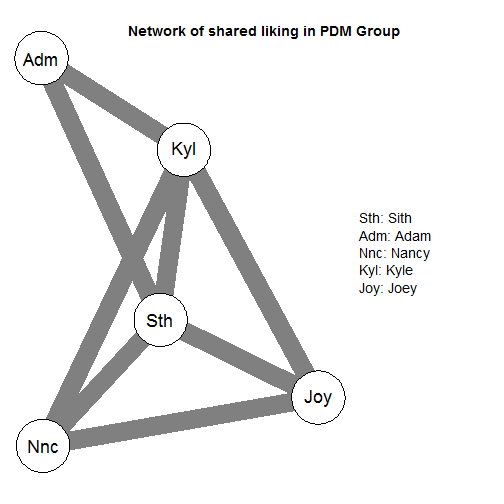 Network of shared liking in PDM Group
Adm
Kyl
Sth: Sith
Adm: Adam
Nnc: Nancy
Kyl: Kyle
Joy: Joey
Sth
Joy
Nnc